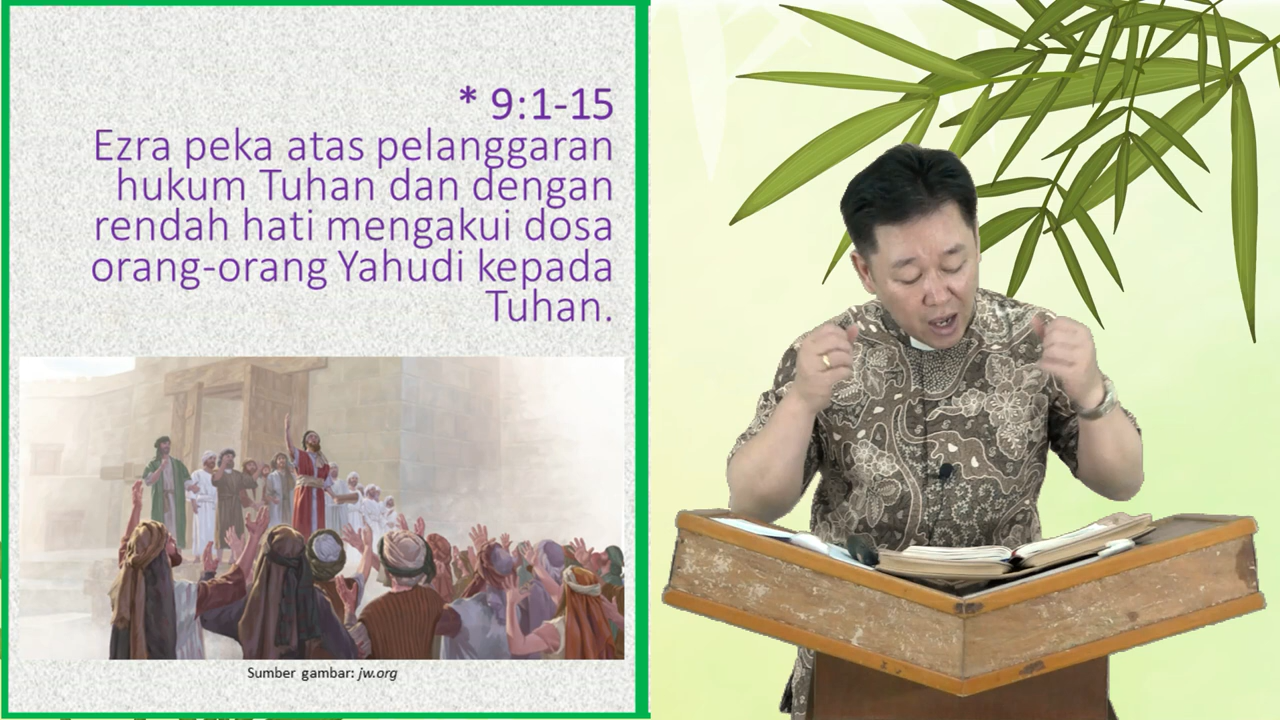 * 9:1-15
Ezra peka atas pelanggaran
hukum Tuhan dan dengan
rendah hati mengakui dosa
orang-orang Yahudi kepada
Tuhan.
Sumber gambar: jw.org